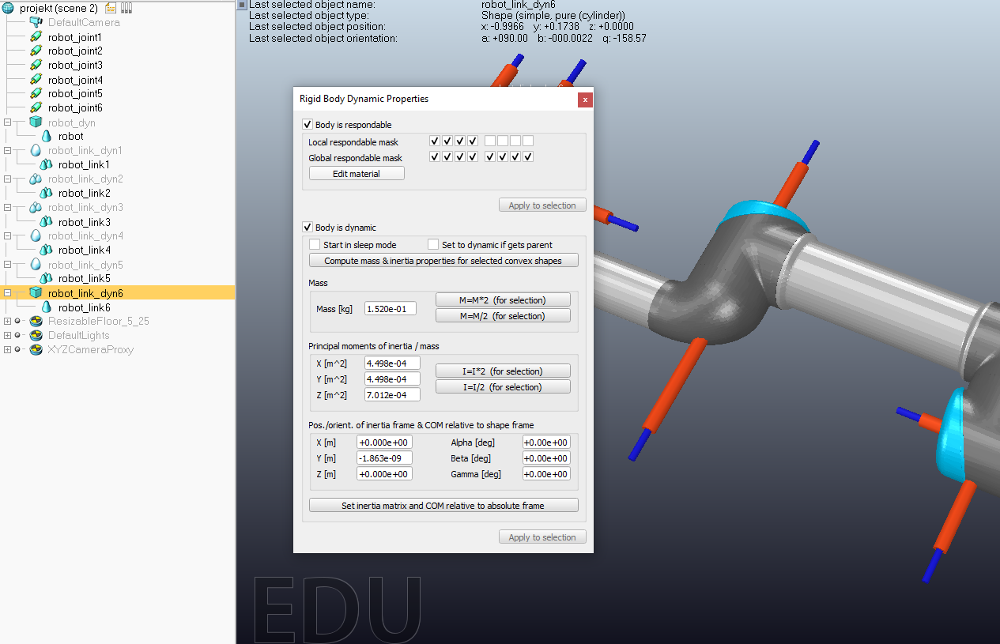 projekt (scene 2)
DefaultCamera
robot_joint1
robot_joint2
robot_joint3
robot_joint4
robot_joint5
robot_joint6
robot_dyn
robot
robot_link_dyn1
robot_link1
robot_link_dyn2
robot_link2
robot_link_dyn3
robot_link3
robot_link_dyn4
robot_link4
robot_link_dyn5
robot_link5
robot_link_dyn6
robot_link6
ResizableFloor_5_25
DefaultLights
XYZCameraProxy
Last selected object name: robot_link_dyn6
Last selected object type: Shape (simple, pure (cylinder))
Last selected object position: x: -0.9966 y: +0.1738 z: +0.0000
Last selected object orientation: a: +090.00 b: -000.0022 q: -158.57
Rigid Body Dynamic Properties x
Body is respondable
Local respondable mask
Global respondable mask
Edit material
Apply to selection
Body is dynamic
Start in sleep mode Set to dynamic if gets parent
Compute mass & inertia properties for selected convex shapes
Mass
M=M*2 (for selection)
Mass [kg] 1.520e-01
M=M/2 (for selection)
Principal moments of inertia / mass
X [m^2] 4.498e-04
I=I*2 (for selection)
Y [m^2] 4.498e-04
I=I/2 (for selection)
Z [m^2] 7.012e-04
Pos./orient. of inertia frame & COM relative to shape frame
X [m] +0.000e+00 Alpha [deg] +0.00e+00
Y [m] -1.863e-09 Beta [deg] +0.00e+00
Z [m] +0.000e+00 Gamma [deg] +0.00e+00
Set inertia matrix and COM relative to absolute frame
Apply to selection
EDU